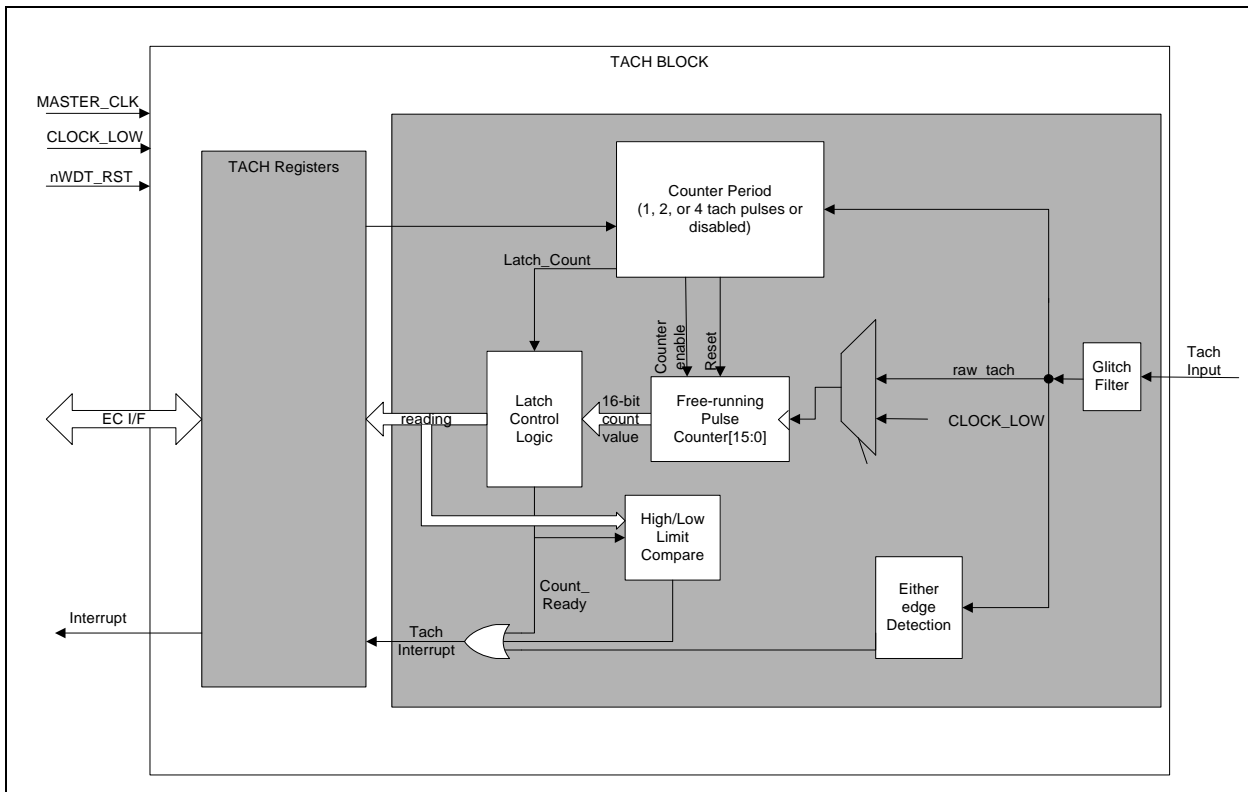 TACH BLOCK
MASTER_CLK
CLOCK_LOW
nWDT_RST
TACH Registers
Counter Period
(1, 2, or 4 tach pulses or
disabled)
Latch_Count
Counter
enable
Reset
raw_tach
Glitch
Filter
Tach
Input
EC I/F
reading
Latch
Control
Logic
16-bit
count
value
Free-running
Pulse
Counter[15:0]
CLOCK_LOW
High/Low
Limit
Compare
Count_
Ready
Either
edge
Detection
Interrupt
Tach
Interrupt